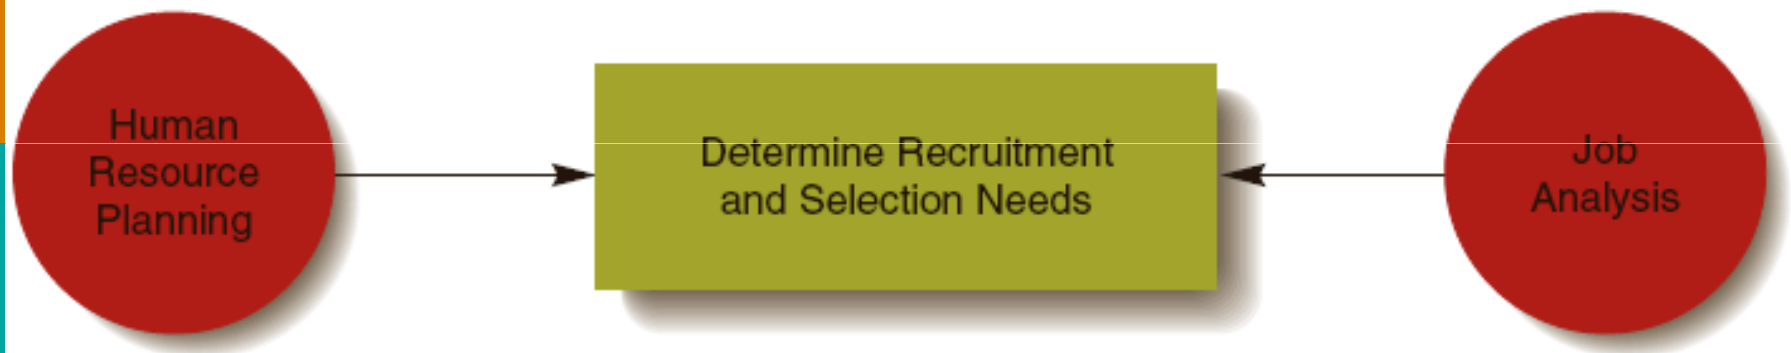 Human
Resource
Planning
Determine Recruitment
and Selection Needs
Job
Analysis